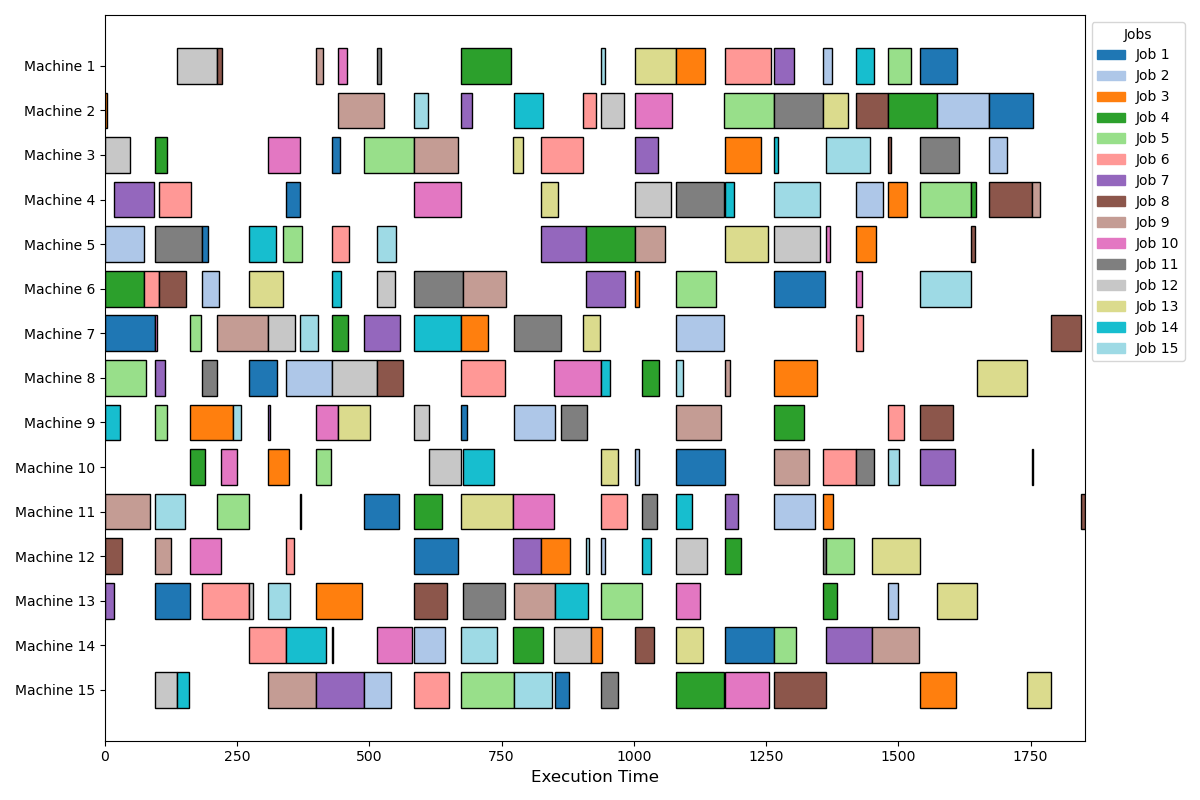 Machine 1
Machine 2
Machine 3
Machine 4
Machine 5
Machine 6
Machine 7
Machine 8
Machine 9
Machine 10
Machine 11
Machine 12
Machine 13
Machine 14
Machine 15
0 250 500 750 1000 1250 1500 1750
Execution Time
Jobs
Job 1
Job 2
Job 3
Job 4
Job 5
Job 6
Job 7
Job 8
Job 9
Job 10
Job 11
Job 12
Job 13
Job 14
Job 15